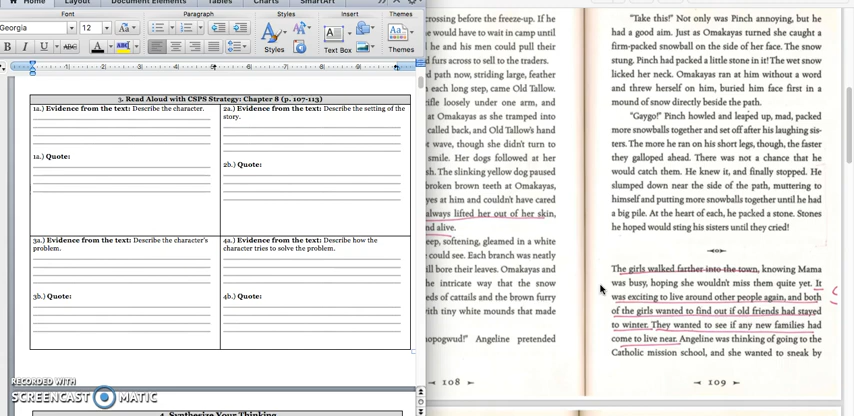 Home Layout Document Elements Tables Charts SmartArt
Font Paragraph Styles Insert Themes
Georgia 12
Text Box Themes
Styles
B I U ABC A ABC
3. Read Aloud with CSPS Strategy: Chapter 8 (p. 107-113)
1a.) Evidence from the text: Describe the character.
1a.) Quote:
2a.) Evidence from the text: Describe the setting of the
story.
2b.) Quote:
3a.) Evidence from the text: Describe the character's
problem.
3b.) Quote:
4a.) Evidence from the text: Describe how the
character tries to solve the problem.
4b.) Quote:
4. Synthesize Your Thinking
RECORDED WITH
SCREENCAST MATIC
crossing before the freeze-up. If he
would have to wait in camp until
he and his men could pull their
furs across to sell to the traders.
path now, striding large, feather
each long step, came Old Tallow.
ifle loosely under one arm, and
of Omakayas as she tramped into
called back, and Old Tallow's hand
wave, though she didn't turn to
smile. Her dogs followed at her
sh. The slinking yellow dog paused
broken brown teeth at Omakayas,
yes at him and couldn't have cared
always lifted her out of her skin,
nd alive.
eep, softening, gleamed in a white
could see. Each branch was neatly
ill bore their leaves. Omakayas and
the intricate way that the snow
eds of cattails and the brown furry
with tiny white mounds that made
hopogwud!" Angeline pretended
108
"Take this!" Not only was Pinch annoying, but he
had a good aim. Just as Omakayas turned she caught a
firm-packed snowball on the side of her face. The snow
stung. Pinch had packed a little stone in it! The wet snow
licked her neck. Omakayas ran at him without a word
and threw herself on him, buried him face first in a
mound of snow directly beside the path.
"Gaygo!" Pinch howled and leaped up, mad, packed
more snowballs together and set off after his laughing sis-
ters. The more he ran on his short legs, though, the faster
they galloped ahead. There was not a chance that he
would catch them. He knew it, and finally stopped. He
slumped down near the side of the path, muttering to
himself and putting more snowballs together until he had
a big pile. At the heart of each, he packed a stone. Stones
he hoped would sting his sisters until they cried!
The girls walked farther into the town, knowing Mama
was busy, hoping she wouldn't miss them quite yet. It
was exciting to live around other people again, and both
of the girls wanted to find out if old friends had stayed
to winter. They wanted to see if any new families had
come to live near. Angeline was thinking of going to the
Catholic mission school, and she wanted to sneak by
109